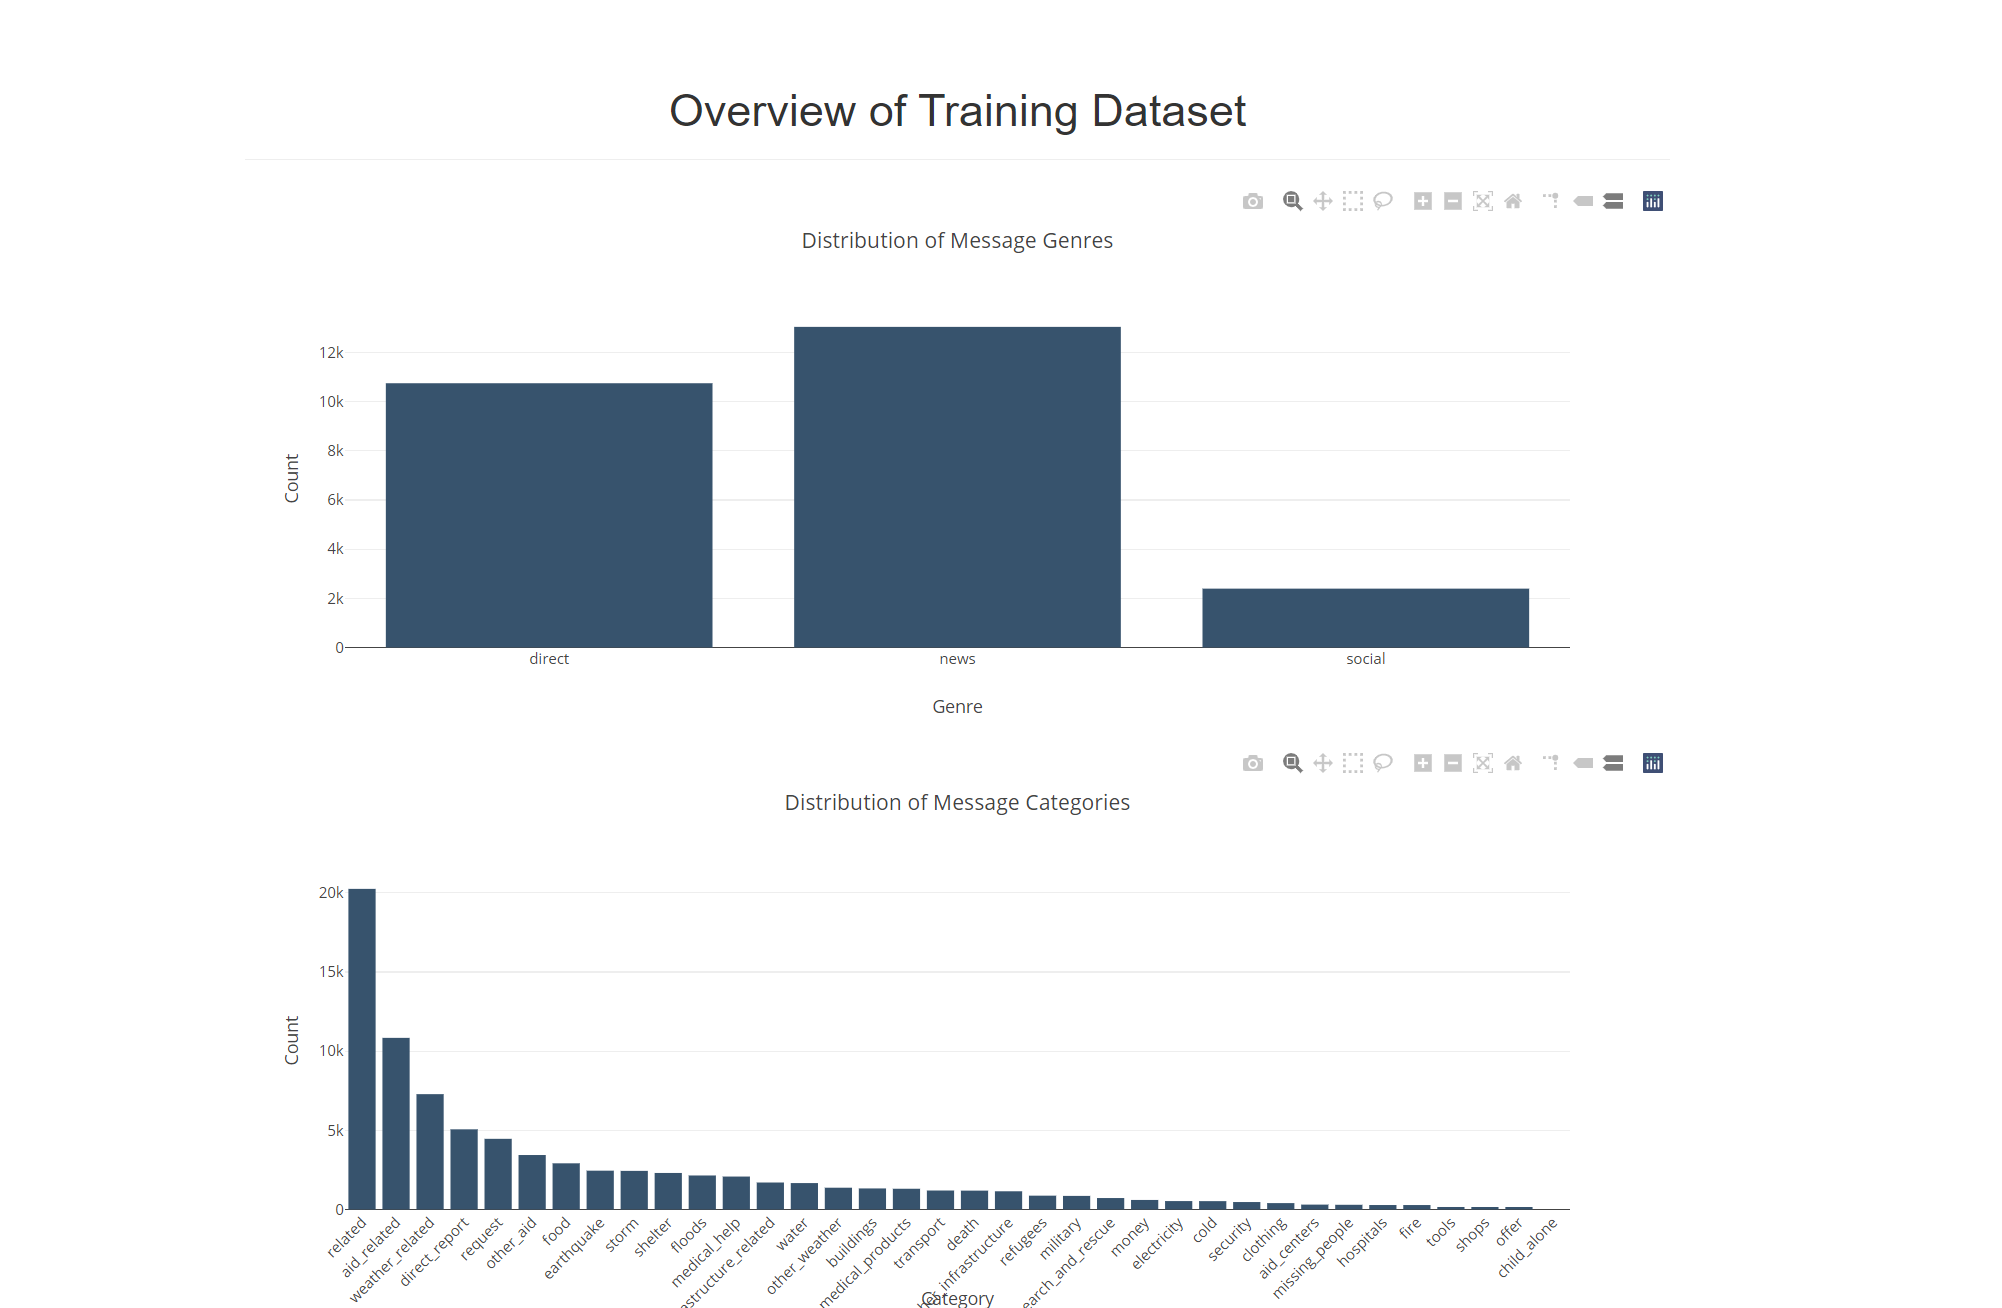 Overview of Training Dataset
Distribution of Message Genres
12k
10k
8k
6k
4k
2k
0
Count
direct
news
social
Genre
Distribution of Message Categories
20k
15k
10k
5k
0
Count
related
aid_related
weather_related
direct_report
request
other_aid
food
earthquake
storm
shelter
floods
medical_help
astructure_related
water
other_weather
buildings
medical_products
transport
death
her_infrastructure
refugees
military
earch_and_rescue
money
electricity
cold
security
clothing
aid_centers
missing_people
hospitals
fire
tools
shops
offer
child_alone
Category